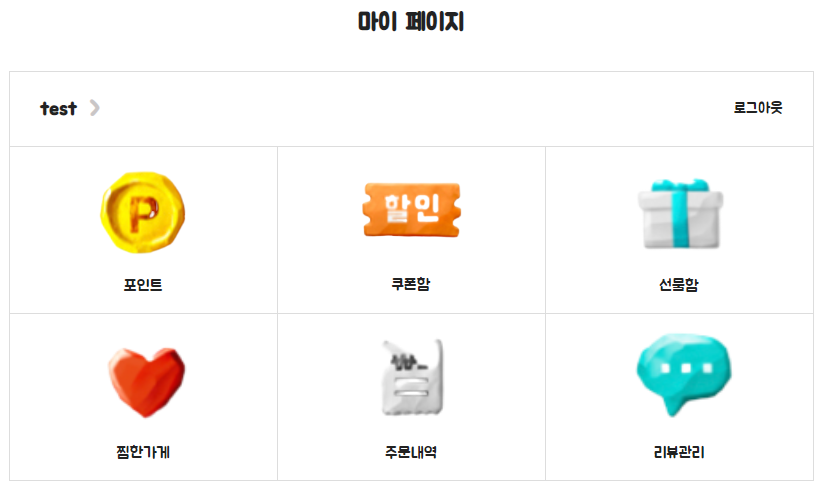 마이 페이지
test
로그아웃
P
할인
포인트
쿠폰함
선물함
찜한가게
주문내역
리뷰관리